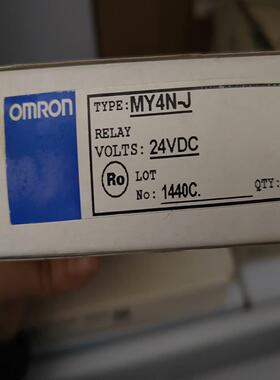 OMRON
TYPE: MY4N-J
RELAY
VOLTS: 24VDC
Ro
LOT
No: 1440C.
QTY: